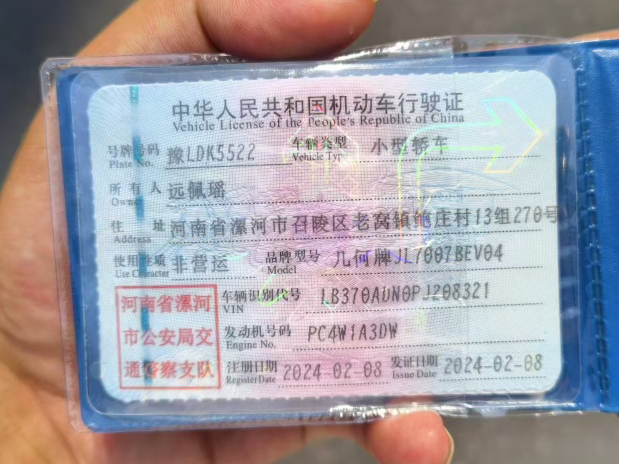 中华人民共和国机动车行驶证
Vehicle License of the People's Republic of China
号牌号码 豫LDK5522 车辆类型 小型轿车
Plate No. Vehicle Type
所有人 远佩瑶
Owner
住址 河南省漯河市召陵区老窝镇鲍庄村13组270号
Address
使用性质 非营运 品牌型号 几何牌JL7007BEV04
Use Character Model
河南省漯河 车辆识别代号 LB370ADN0PJ208321
VIN
市公安局交 发动机号码 PC4W1A3DW
Engine No.
通警察支队 注册日期 2024-02-08 发证日期 2024-02-08
Register Date Issue Date